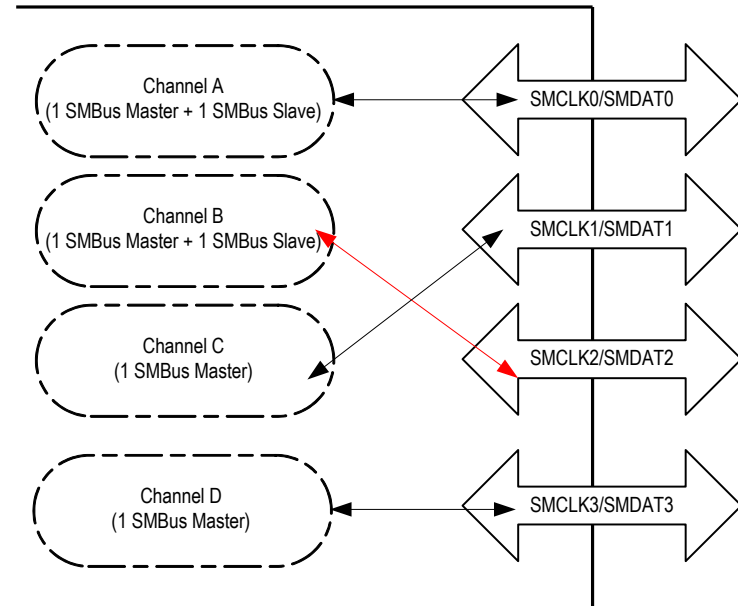 Channel A
(1 SMBus Master + 1 SMBus Slave)
SMCLK0/SMDAT0
Channel B
(1 SMBus Master + 1 SMBus Slave)
SMCLK1/SMDAT1
Channel C
(1 SMBus Master)
SMCLK2/SMDAT2
Channel D
(1 SMBus Master)
SMCLK3/SMDAT3